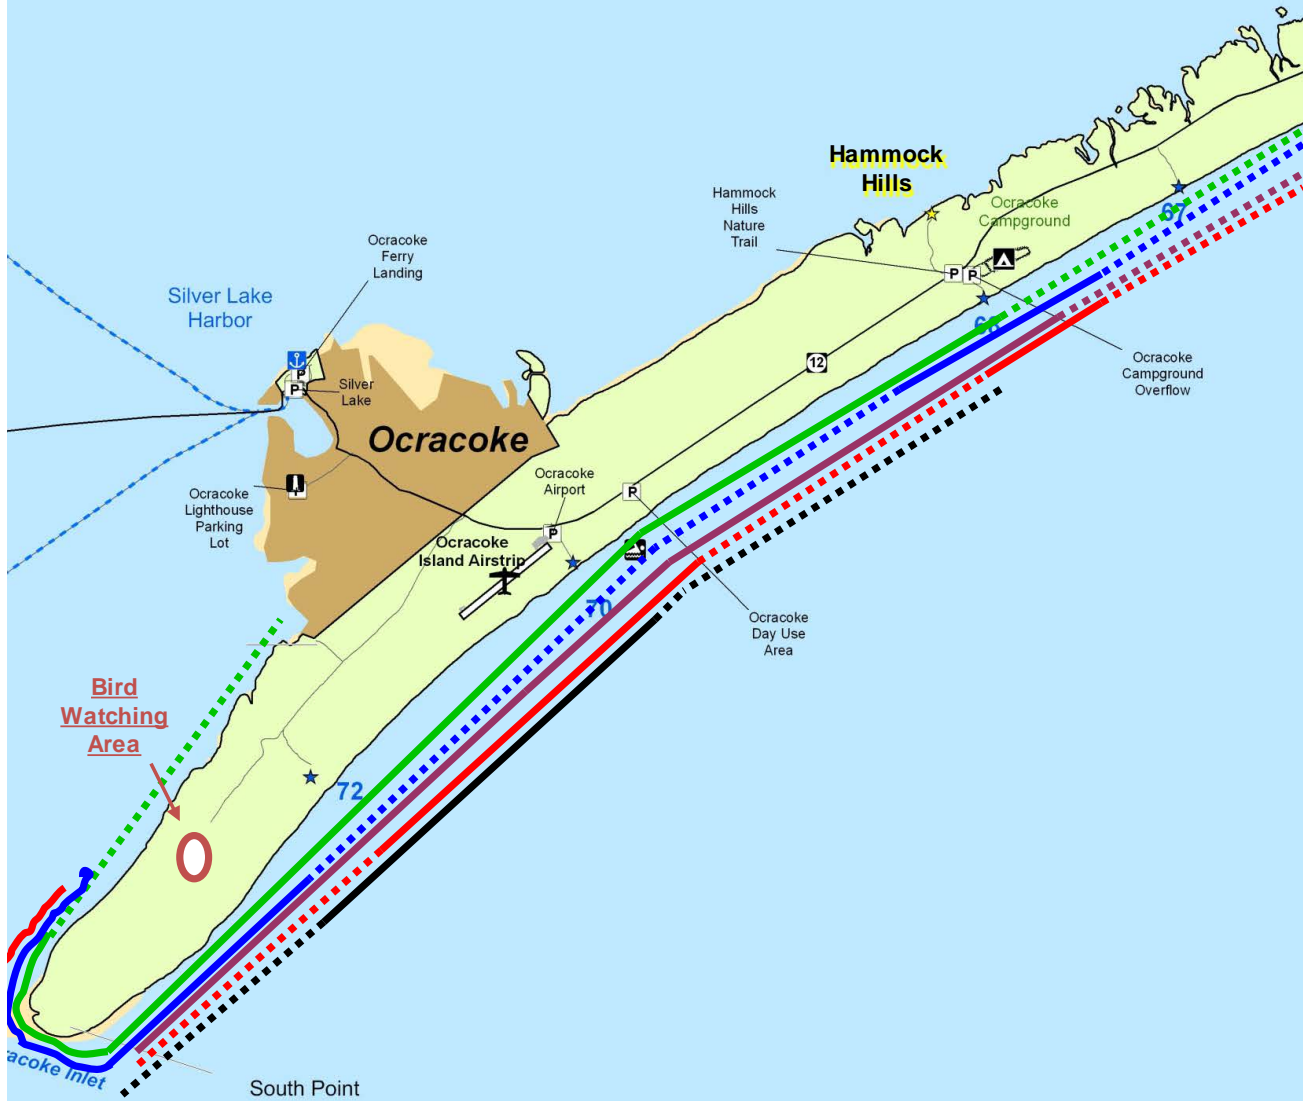 Hammock
Hills
Hammock
Hills
Nature
Trail
Ocracoke
Campground
67
Ocracoke
Ferry
Landing
Silver Lake
Harbor
P
P
Silver
Lake
P
P
12
Ocracoke
Campground
Overflow
Ocracoke
Ocracoke
Airport
P
P
Ocracoke
Lighthouse
Parking
Lot
Ocracoke
Island Airstrip
70
Ocracoke
Day Use
Area
Bird
Watching
Area
72
Inlet
South Point